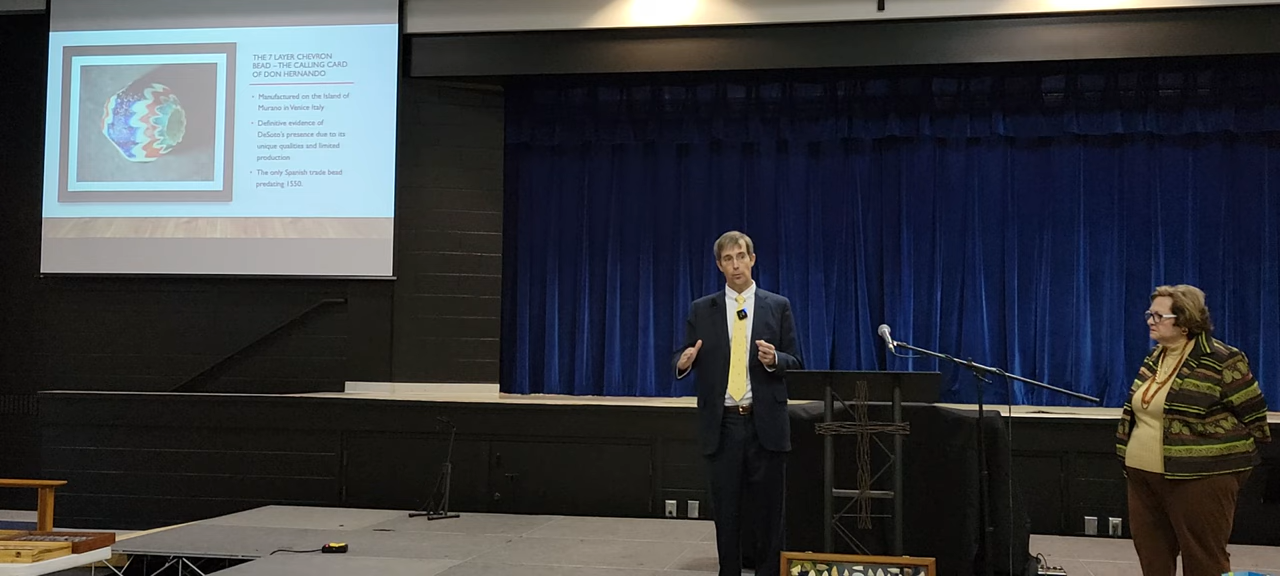 THE 7 LAYER CHEVRON
BEAD – THE CALLING CARD
OF DON HERNANDO
• Manufactured on the Island of
Murano in Venice Italy
• Definitive evidence of
DeSoto's presence due to its
unique qualities and limited
production
• The only Spanish trade bead
predating 1550.